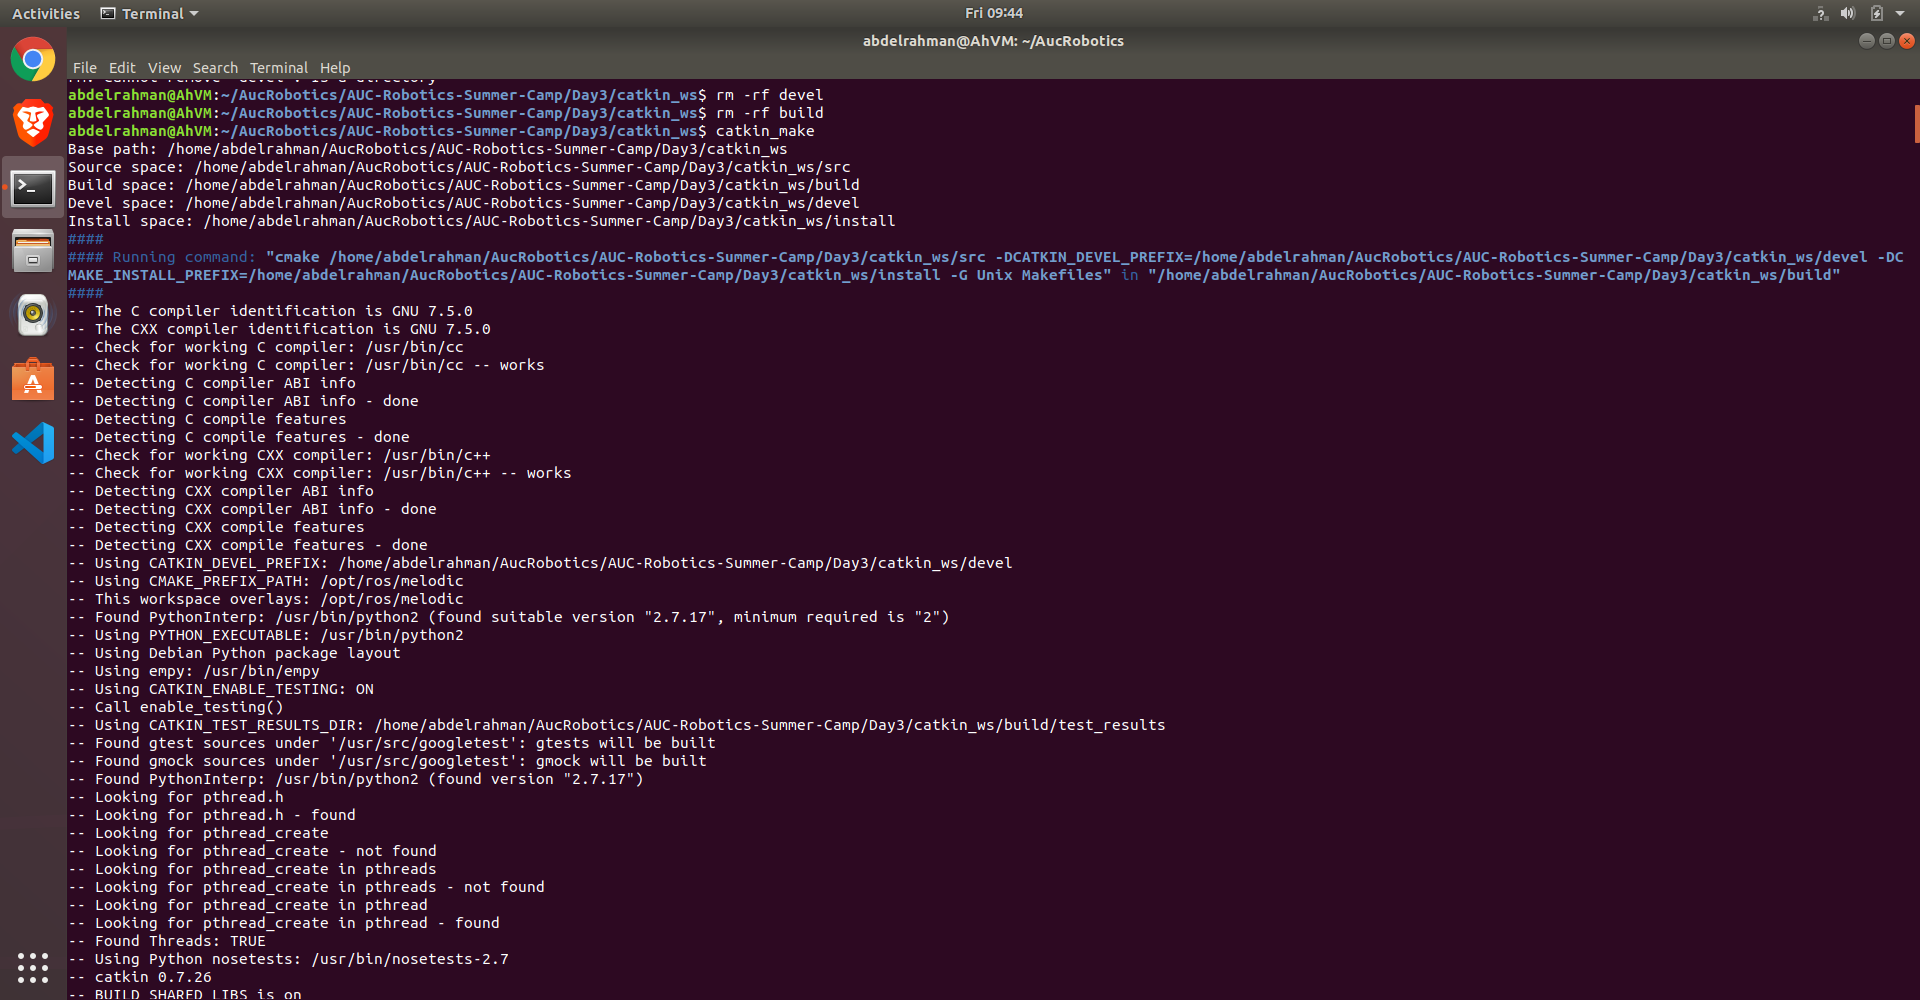 Activities Terminal Fri 09:44
abdelrahman@AhVM: ~/AucRobotics
File Edit View Search Terminal Help
abdelrahman@AhVM:~/AucRobotics/AUC-Robotics-Summer-Camp/Day3/catkin_ws$ rm -rf devel
abdelrahman@AhVM:~/AucRobotics/AUC-Robotics-Summer-Camp/Day3/catkin_ws$ rm -rf build
abdelrahman@AhVM:~/AucRobotics/AUC-Robotics-Summer-Camp/Day3/catkin_ws$ catkin_make
Base path: /home/abdelrahman/AucRobotics/AUC-Robotics-Summer-Camp/Day3/catkin_ws
Source space: /home/abdelrahman/AucRobotics/AUC-Robotics-Summer-Camp/Day3/catkin_ws/src
Build space: /home/abdelrahman/AucRobotics/AUC-Robotics-Summer-Camp/Day3/catkin_ws/build
Devel space: /home/abdelrahman/AucRobotics/AUC-Robotics-Summer-Camp/Day3/catkin_ws/devel
Install space: /home/abdelrahman/AucRobotics/AUC-Robotics-Summer-Camp/Day3/catkin_ws/install
####
#### Running command: "cmake /home/abdelrahman/AucRobotics/AUC-Robotics-Summer-Camp/Day3/catkin_ws/src -DCATKIN_DEVEL_PREFIX=/home/abdelrahman/AucRobotics/AUC-Robotics-Summer-Camp/Day3/catkin_ws/devel -DC
MAKE_INSTALL_PREFIX=/home/abdelrahman/AucRobotics/AUC-Robotics-Summer-Camp/Day3/catkin_ws/install -G Unix Makefiles" in "/home/abdelrahman/AucRobotics/AUC-Robotics-Summer-Camp/Day3/catkin_ws/build"
####
-- The C compiler identification is GNU 7.5.0
-- The CXX compiler identification is GNU 7.5.0
-- Check for working C compiler: /usr/bin/cc
-- Check for working C compiler: /usr/bin/cc -- works
-- Detecting C compiler ABI info
-- Detecting C compiler ABI info - done
-- Detecting C compile features
-- Detecting C compile features - done
-- Check for working CXX compiler: /usr/bin/c++
-- Check for working CXX compiler: /usr/bin/c++ -- works
-- Detecting CXX compiler ABI info
-- Detecting CXX compiler ABI info - done
-- Detecting CXX compile features
-- Detecting CXX compile features - done
-- Using CATKIN_DEVEL_PREFIX: /home/abdelrahman/AucRobotics/AUC-Robotics-Summer-Camp/Day3/catkin_ws/devel
-- Using CMAKE_PREFIX_PATH: /opt/ros/melodic
-- This workspace overlays: /opt/ros/melodic
-- Found PythonInterp: /usr/bin/python2 (found suitable version "2.7.17", minimum required is "2")
-- Using PYTHON_EXECUTABLE: /usr/bin/python2
-- Using Debian Python package layout
-- Using empy: /usr/bin/empy
-- Using CATKIN_ENABLE_TESTING: ON
-- Call enable_testing()
-- Using CATKIN_TEST_RESULTS_DIR: /home/abdelrahman/AucRobotics/AUC-Robotics-Summer-Camp/Day3/catkin_ws/build/test_results
-- Found gtest sources under '/usr/src/googletest': gtests will be built
-- Found gmock sources under '/usr/src/googletest': gmock will be built
-- Found PythonInterp: /usr/bin/python2 (found version "2.7.17")
-- Looking for pthread.h
-- Looking for pthread.h - found
-- Looking for pthread_create
-- Looking for pthread_create - not found
-- Looking for pthread_create in pthreads
-- Looking for pthread_create in pthreads - not found
-- Looking for pthread_create in pthread
-- Looking for pthread_create in pthread - found
-- Found Threads: TRUE
-- Using Python nosetests: /usr/bin/nosetests-2.7
-- catkin 0.7.26
-- BUILD_SHARED_LIBS is on